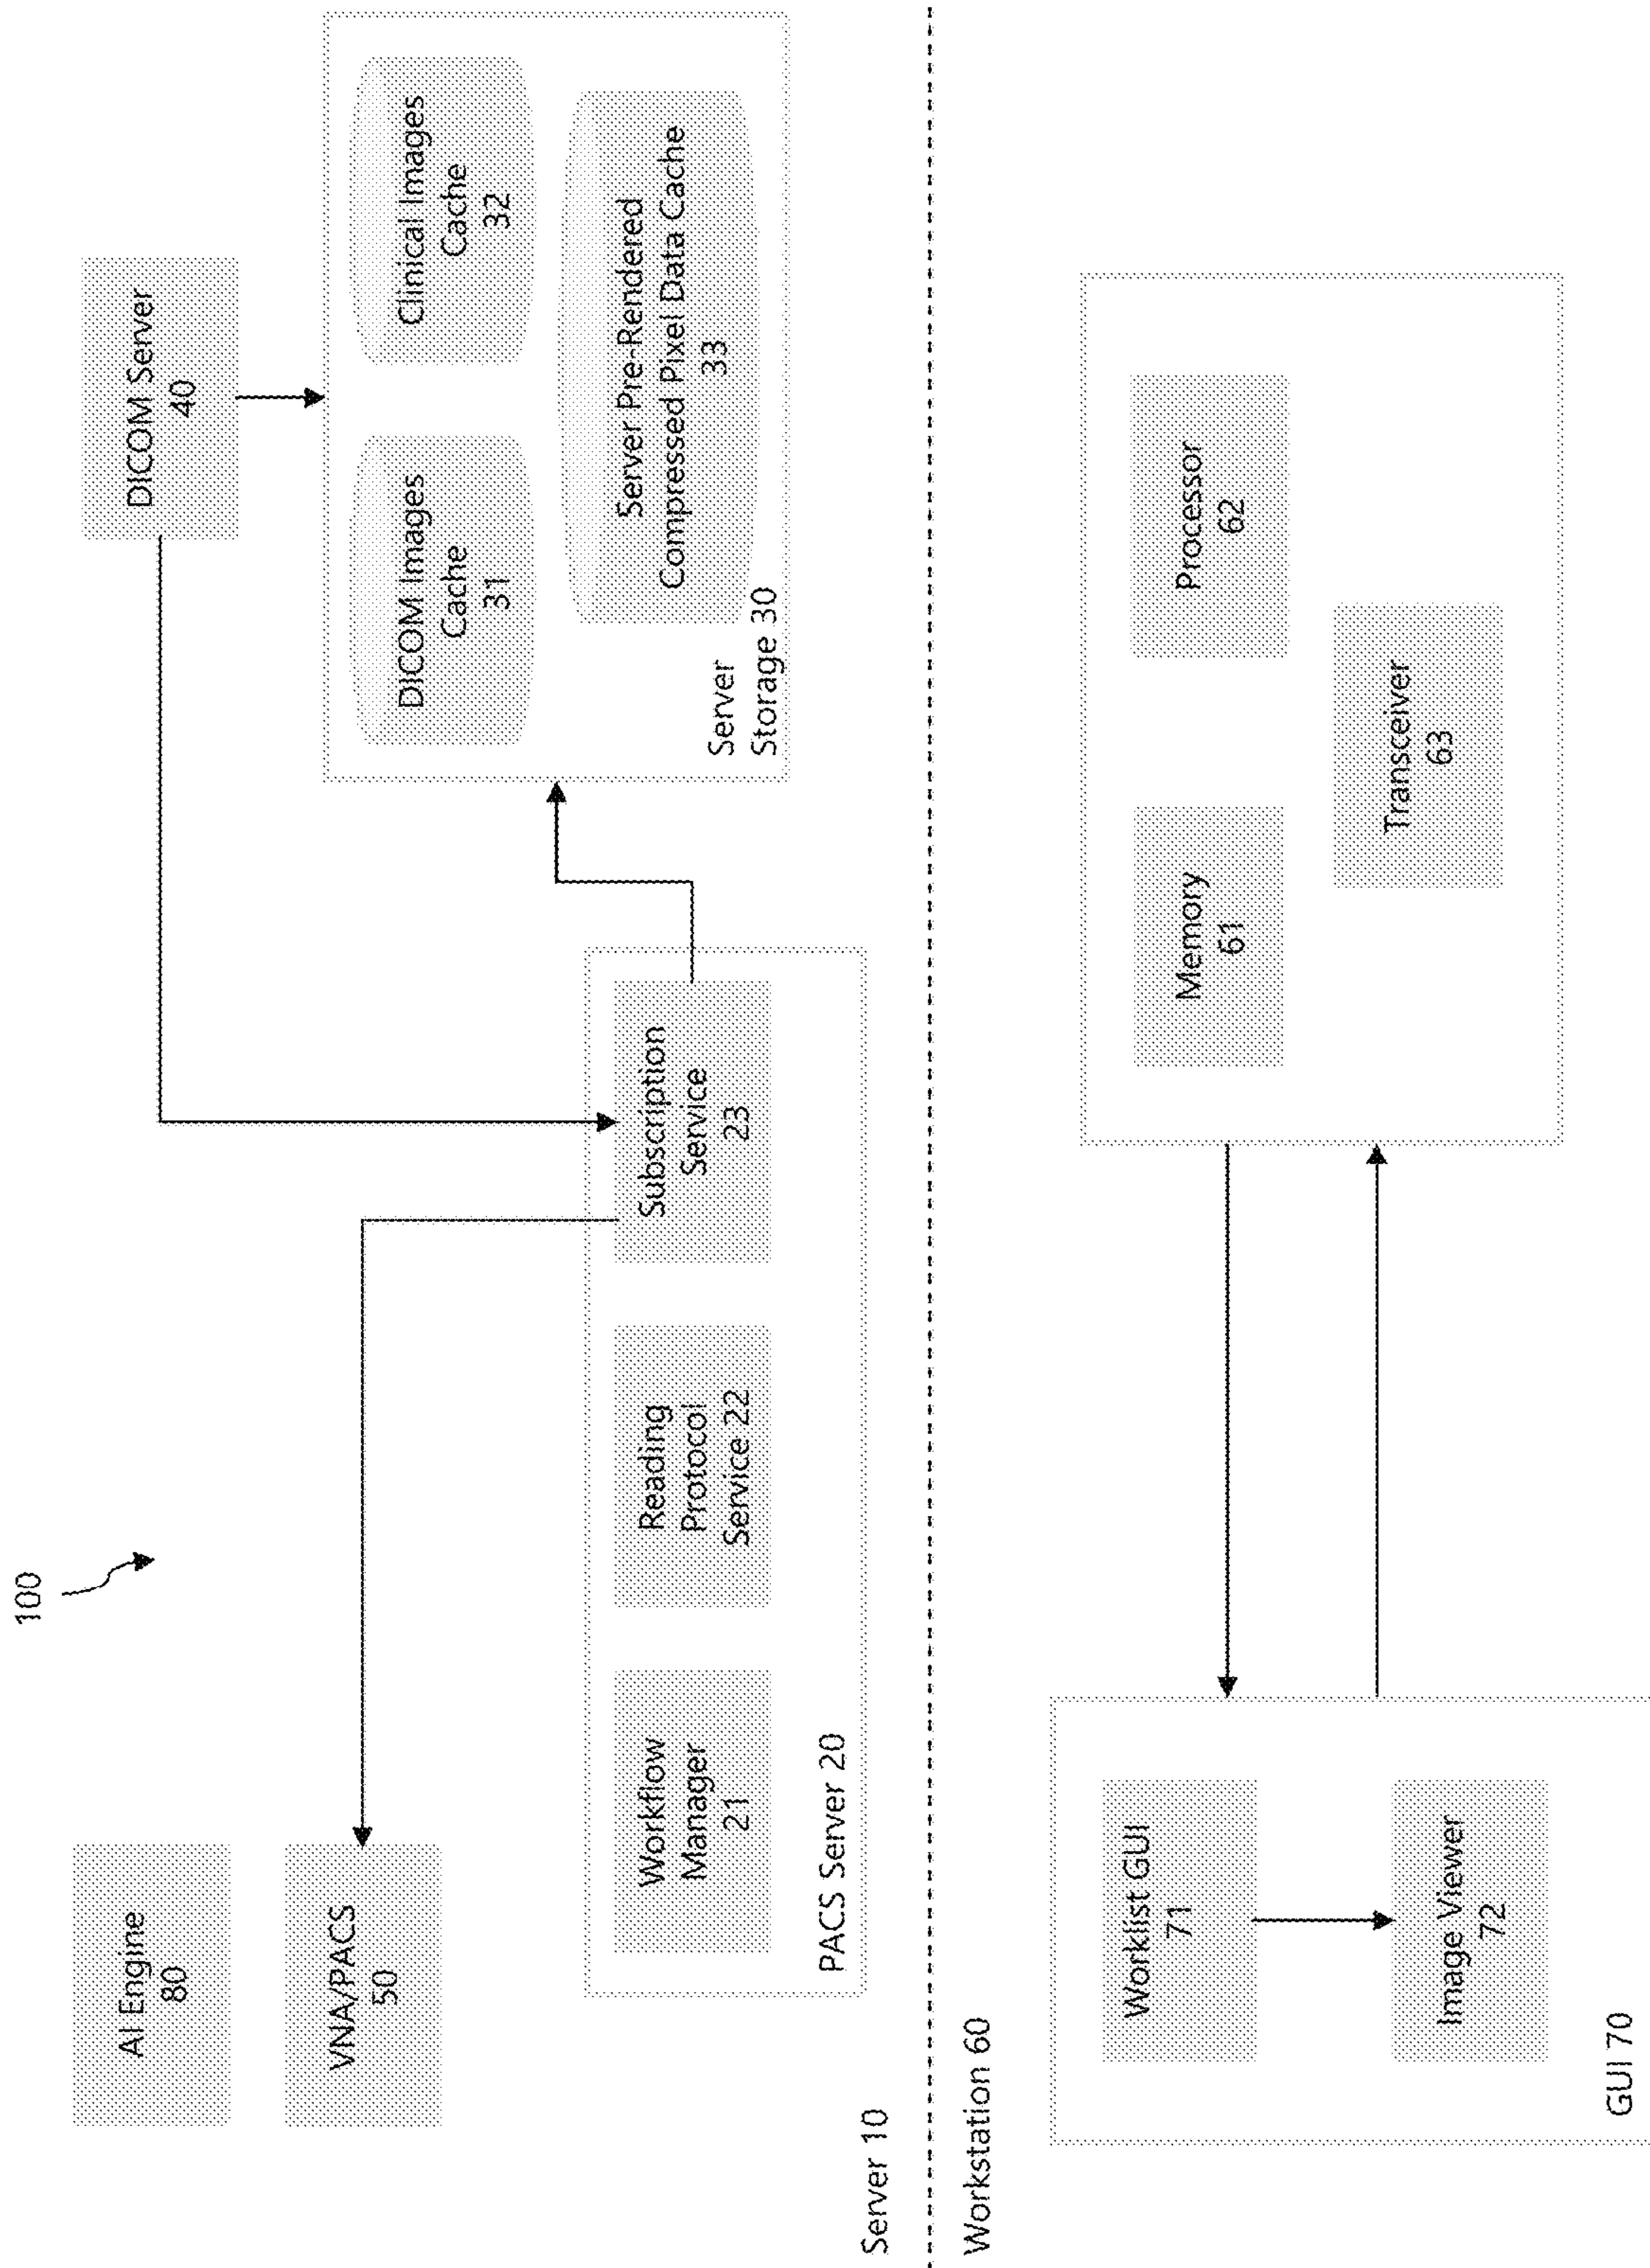 100
AI Engine
80
VNA/PACS
50
DICOM Server
40
Workflow
Manager
21
Reading
Protocol
Service 22
Subscription
Service
23
PACS Server 20
DICOM Images
Cache
31
Clinical Images
Cache
32
Server Pre-Rendered
Compressed Pixel Data Cache
33
Server
Storage 30
Server 10
Workstation 60
Worklist GUI
71
Image Viewer
72
GUI 70
Memory
61
Processor
62
Transceiver
63